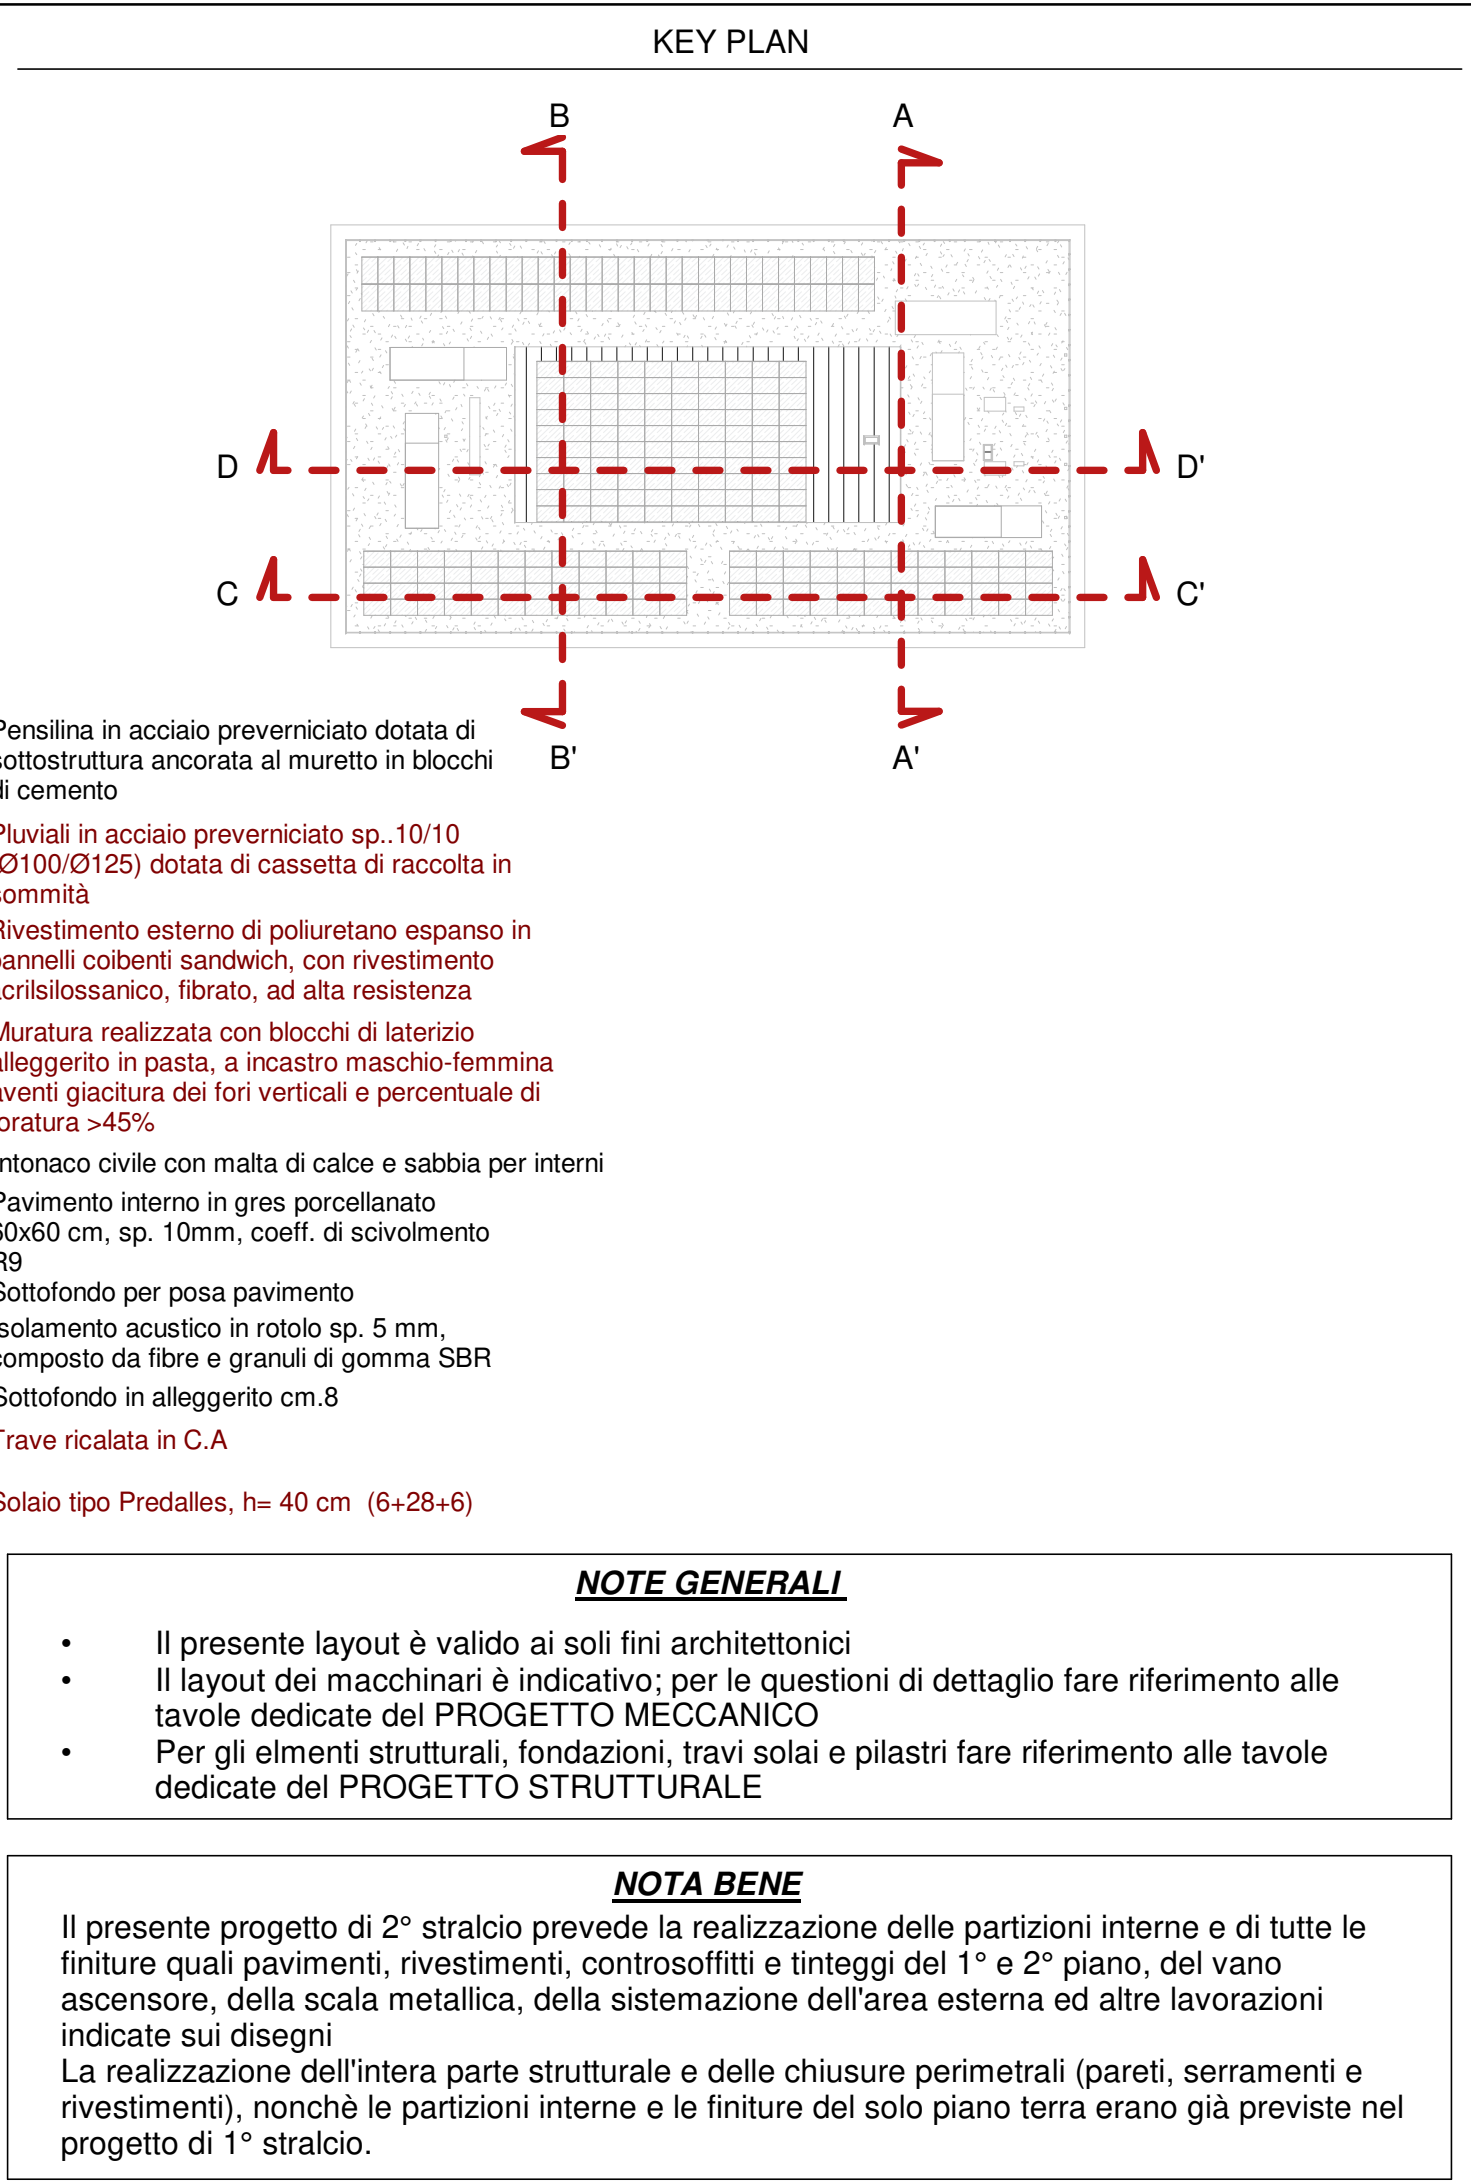 KEY PLAN
B A
D D'
C C'
B' A'
Pensilina in acciaio preverniciato dotata di
sottostruttura ancorata al muretto in blocchi
di cemento
Pluviali in acciaio preverniciato sp..10/10
Ø100/Ø125) dotata di cassetta di raccolta in
sommità
Rivestimento esterno di poliuretano espanso in
pannelli coibenti sandwich, con rivestimento
acrilsilossanico, fibrato, ad alta resistenza
Muratura realizzata con blocchi di laterizio
alleggerito in pasta, a incastro maschio-femmina
aventi giacitura dei fori verticali e percentuale di
foratura >45%
Intonaco civile con malta di calce e sabbia per interni
Pavimento interno in gres porcellanato
60x60 cm, sp. 10mm, coeff. di scivolmento
R9
Sottofondo per posa pavimento
Isolamento acustico in rotolo sp. 5 mm,
composto da fibre e granuli di gomma SBR
Sottofondo in alleggerito cm.8
Trave ricalata in C.A
Solaio tipo Predalles, h= 40 cm (6+28+6)
NOTE GENERALI
• Il presente layout è valido ai soli fini architettonici
• Il layout dei macchinari è indicativo; per le questioni di dettaglio fare riferimento alle
tavole dedicate del PROGETTO MECCANICO
• Per gli elmenti strutturali, fondazioni, travi solai e pilastri fare riferimento alle tavole
dedicate del PROGETTO STRUTTURALE
NOTA BENE
Il presente progetto di 2° stralcio prevede la realizzazione delle partizioni interne e di tutte le
finiture quali pavimenti, rivestimenti, controsoffitti e tinteggi del 1° e 2° piano, del vano
ascensore, della scala metallica, della sistemazione dell'area esterna ed altre lavorazioni
indicate sui disegni
La realizzazione dell'intera parte strutturale e delle chiusure perimetrali (pareti, serramenti e
rivestimenti), nonchè le partizioni interne e le finiture del solo piano terra erano già previste nel
progetto di 1° stralcio.